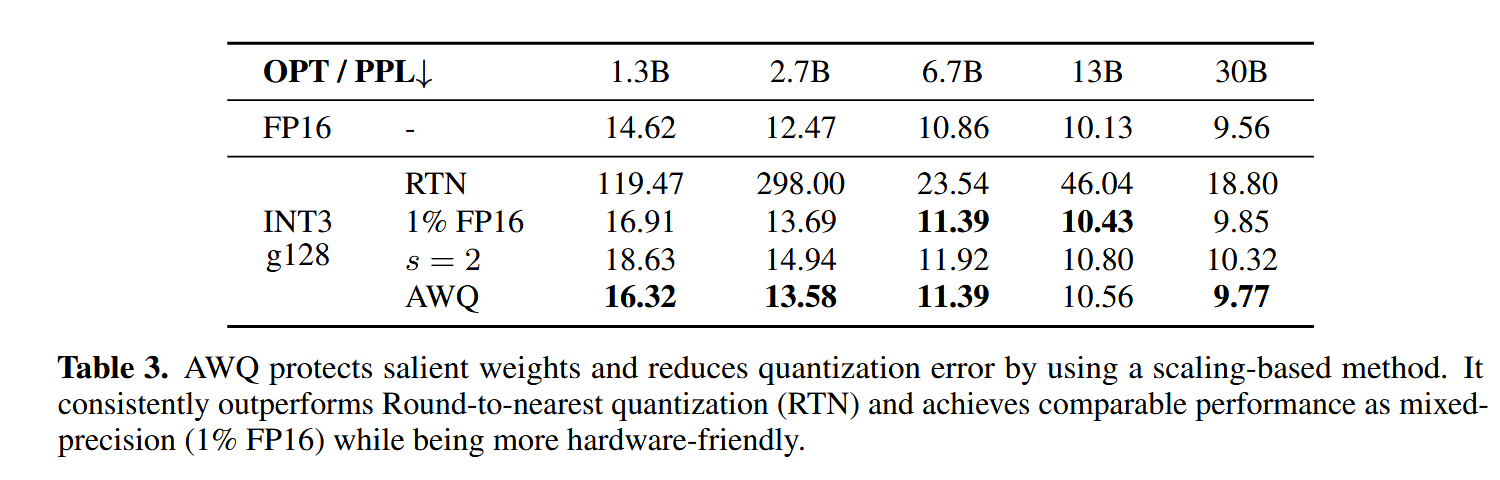 OPT / PPL↓ 1.3B 2.7B 6.7B 13B 30B
FP16 - 14.62 12.47 10.86 10.13 9.56
RTN 119.47 298.00 23.54 46.04 18.80
INT3 1% FP16 16.91 13.69 11.39 10.43 9.85
g128 s = 2 18.63 14.94 11.92 10.80 10.32
AWQ 16.32 13.58 11.39 10.56 9.77
Table 3. AWQ protects salient weights and reduces quantization error by using a scaling-based method. It
consistently outperforms Round-to-nearest quantization (RTN) and achieves comparable performance as mixed-
precision (1% FP16) while being more hardware-friendly.